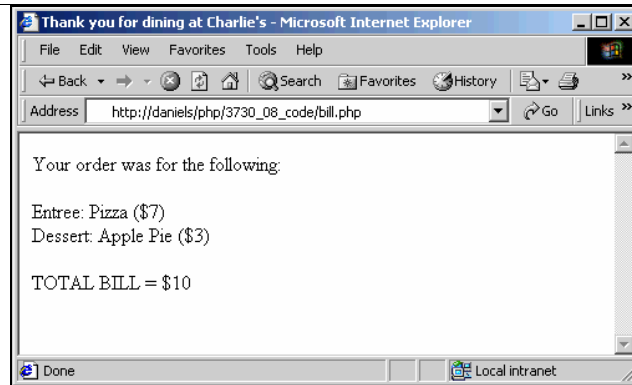 Thank you for dining at Charlie's - Microsoft Internet Explorer
File Edit View Favorites Tools Help
Back Search Favorites History »
Address http://daniels/php/3730_08_code/bill.php Go Links »
Your order was for the following:
Entree: Pizza ($7)
Dessert: Apple Pie ($3)
TOTAL BILL = $10
Done Local intranet